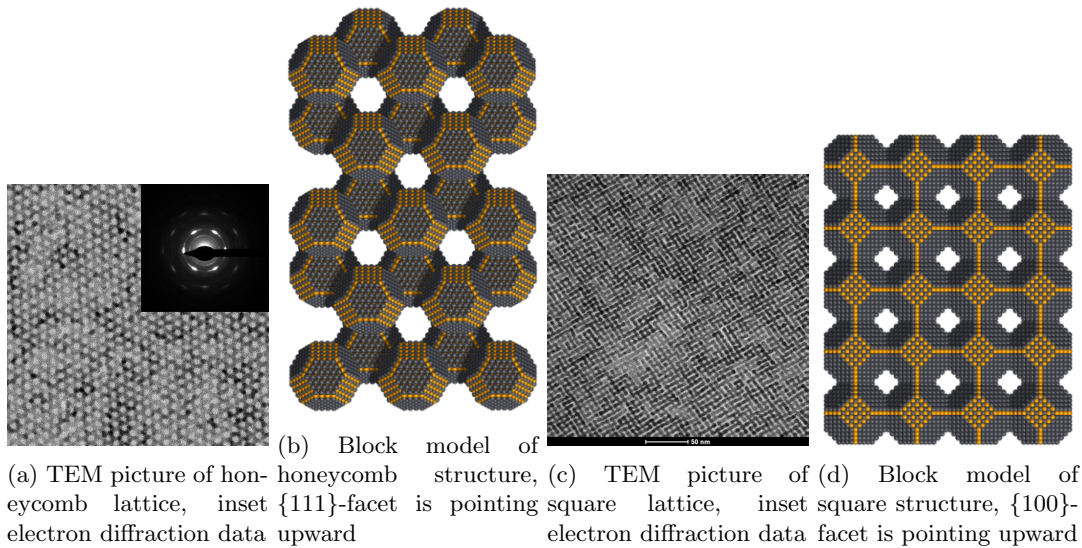 50 nm
(a) TEM picture of hon-
eycomb lattice, inset
electron diffraction data
(b) Block model of
honeycomb structure,
{111}-facet is pointing
upward
(c) TEM picture of
square lattice, inset
electron diffraction data
(d) Block model of
square structure, {100}-
facet is pointing upward